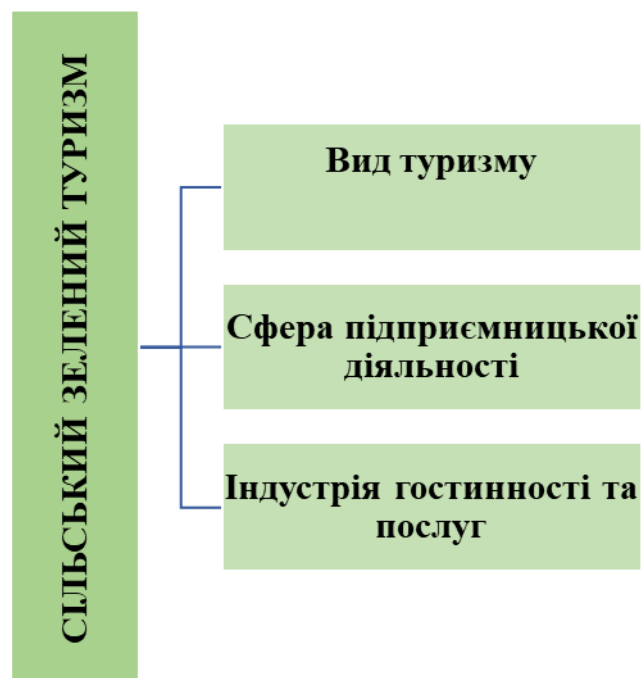 СІЛЬСЬКИЙ ЗЕЛЕНИЙ ТУРИЗМ
Вид туризму
Сфера підприємницької
діяльності
Індустрія гостинності та
послуг